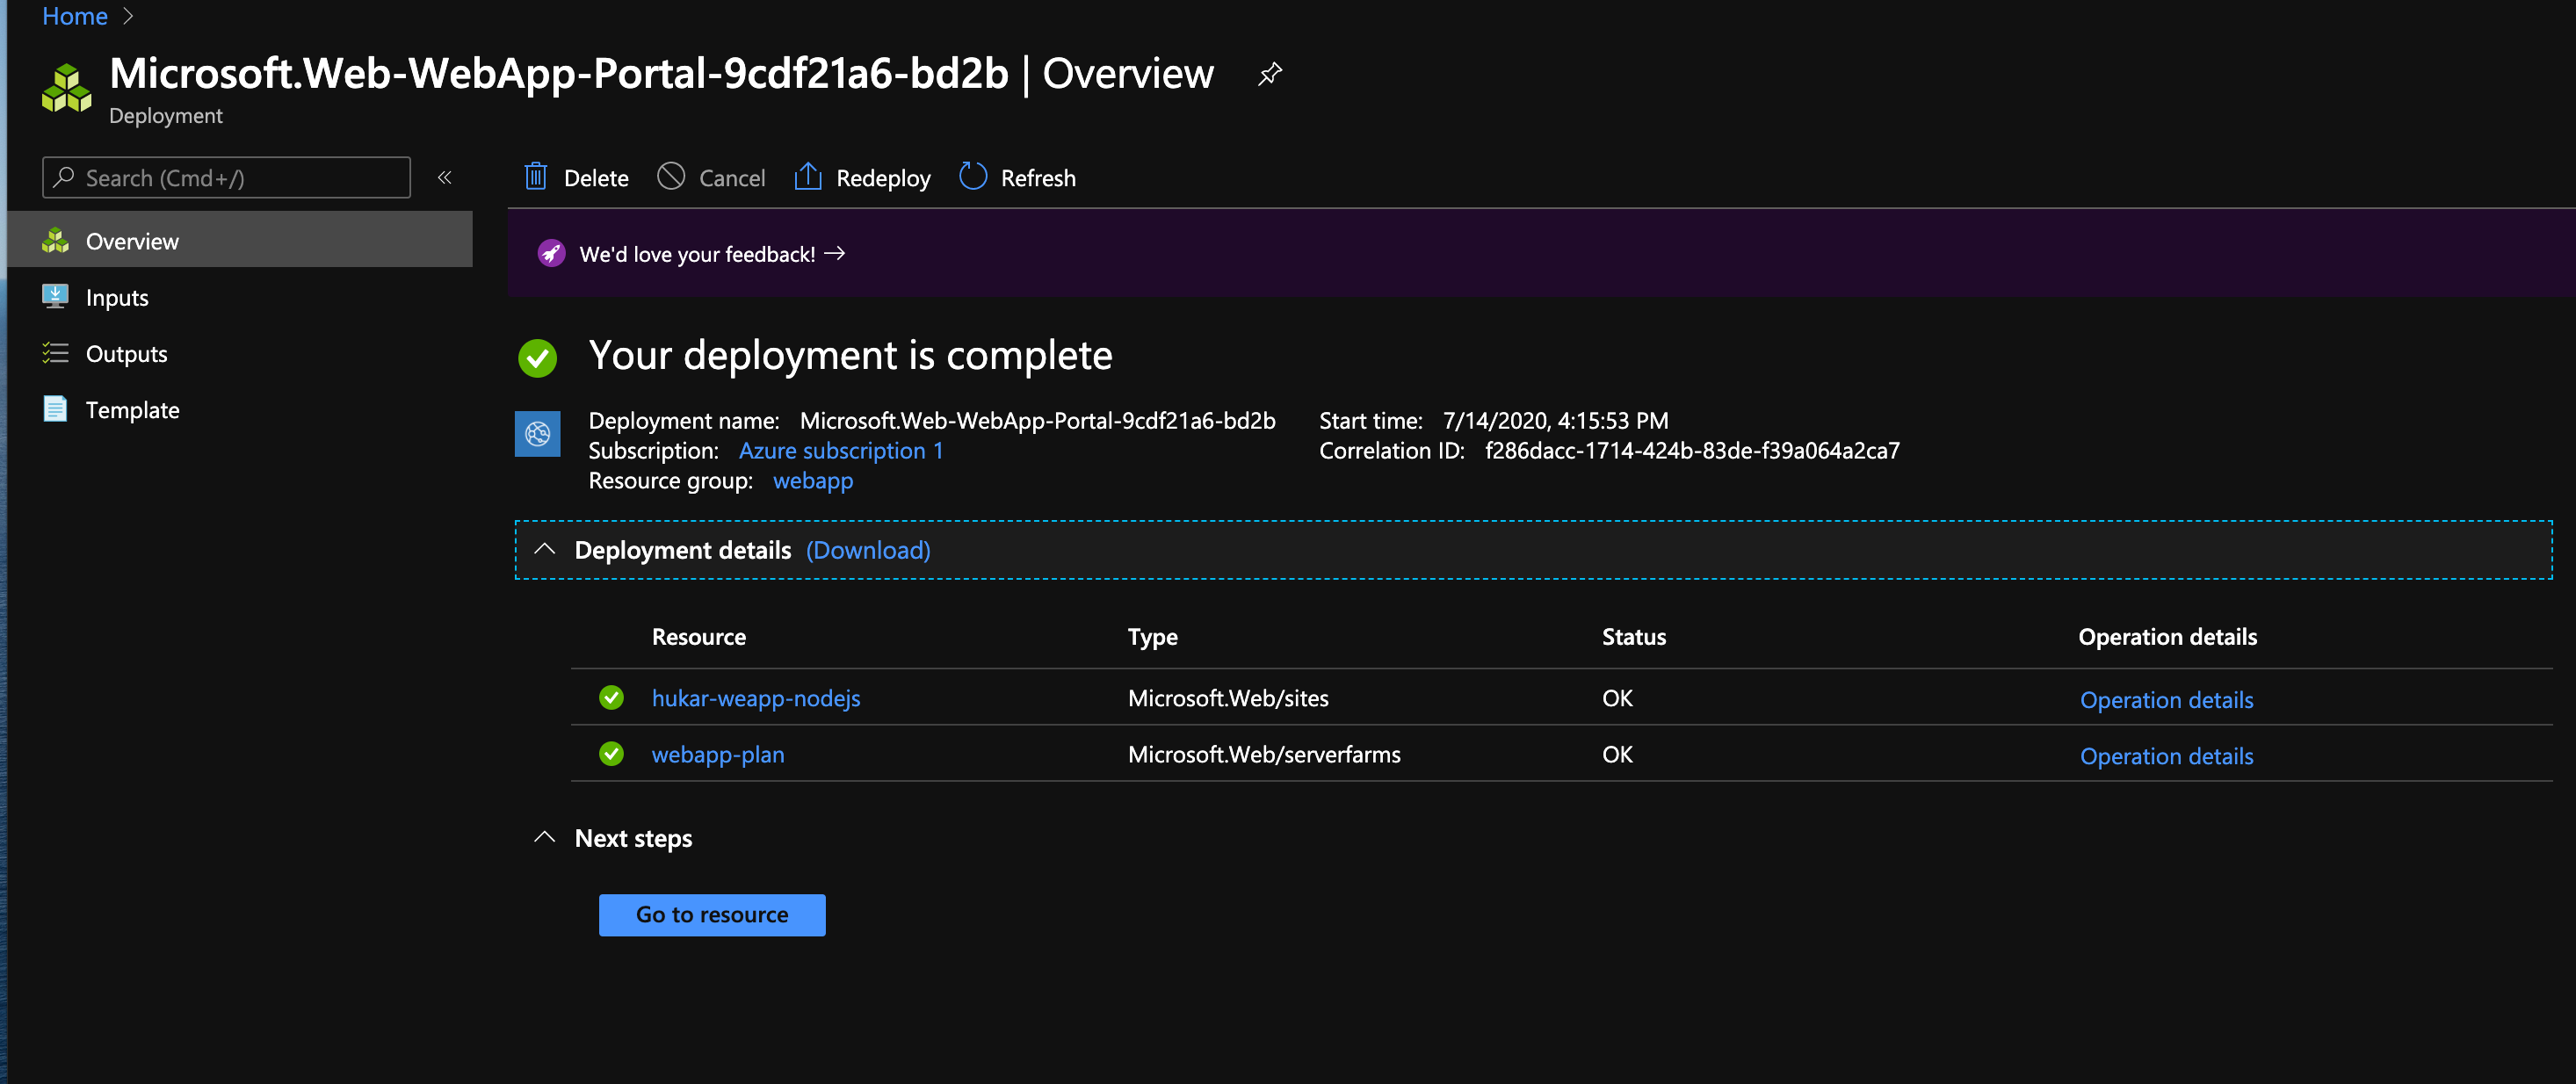 Home >
Microsoft.Web-WebApp-Portal-9cdf21a6-bd2b | Overview
Deployment
Search (Cmd+/)
«
Delete
Cancel
Redeploy
Refresh
Overview
Inputs
Outputs
Template
We'd love your feedback! →
Your deployment is complete
Deployment name: Microsoft.Web-WebApp-Portal-9cdf21a6-bd2b
Subscription: Azure subscription 1
Resource group: webapp
Start time: 7/14/2020, 4:15:53 PM
Correlation ID: f286dacc-1714-424b-83de-f39a064a2ca7
Deployment details (Download)
Resource Type Status Operation details
hukar-weapp-nodejs Microsoft.Web/sites OK Operation details
webapp-plan Microsoft.Web/serverfarms OK Operation details
Next steps
Go to resource